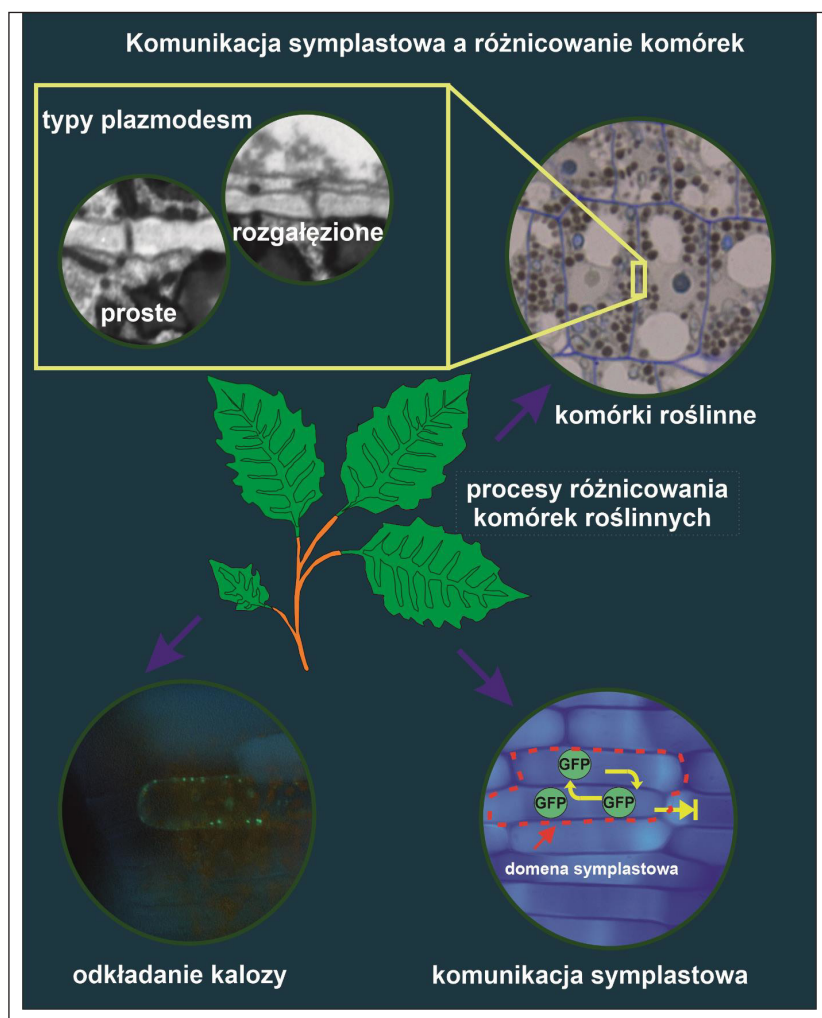 Komunikacja symplastowa a różnicowanie komórek
typy plazmodesm
rozgałęzione
proste
komórki roślinne
procesy różnicowania
komórek roślinnych
GFP
GFP
GFP
domena symplastowa
odkładanie kalozy
komunikacja symplastowa